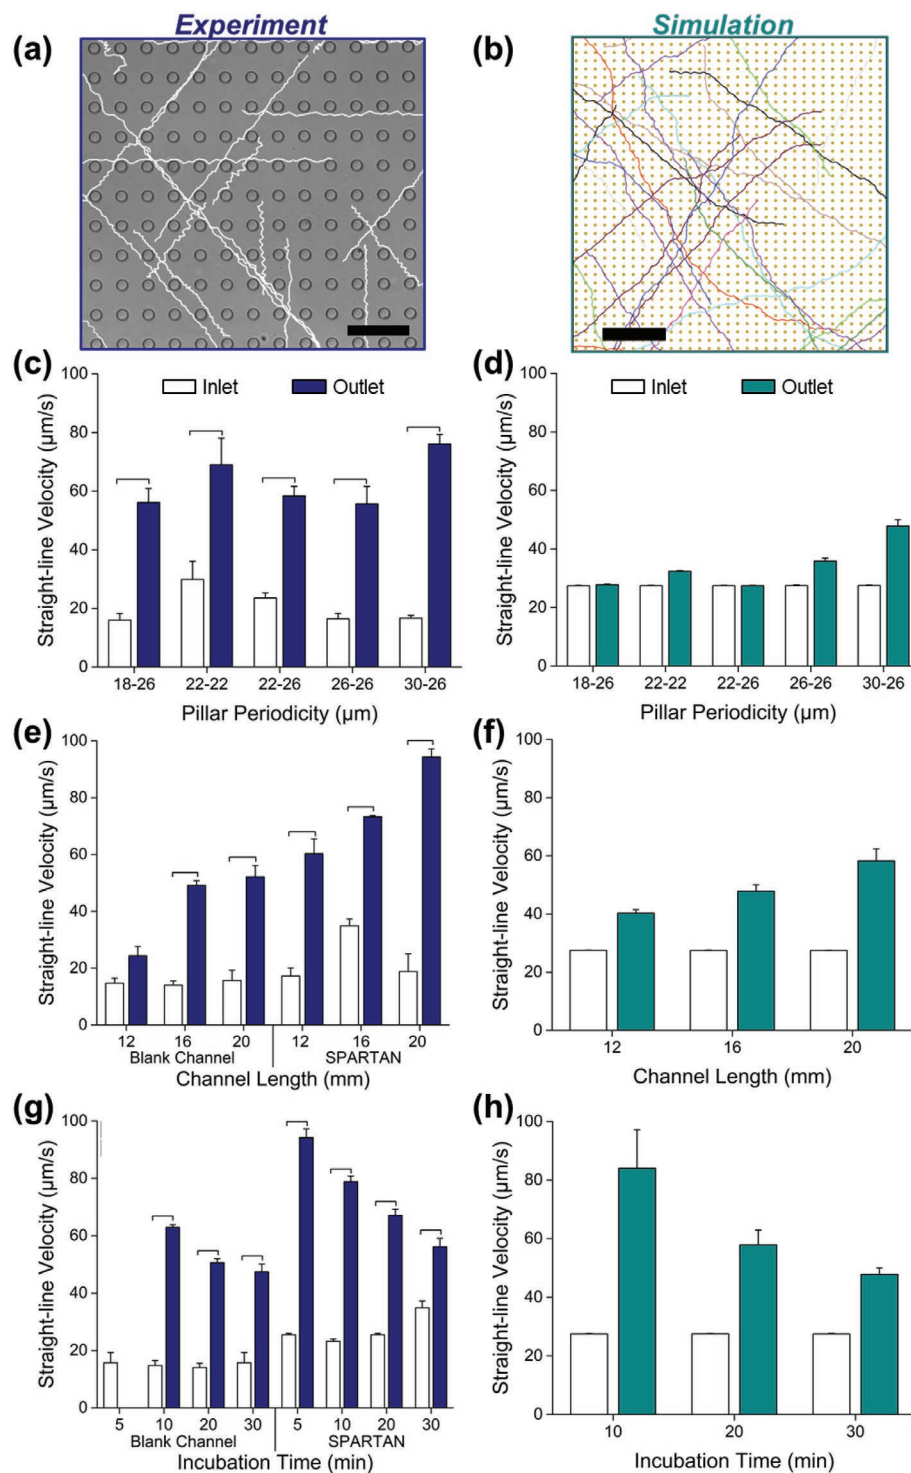 Experiment
Simulation
(a)
(b)
(c)
100
80
60
40
20
0
Straight-line Velocity (µm/s)
Inlet
Outlet
18-26
22-22
22-26
26-26
30-26
Pillar Periodicity (µm)
(d)
100
80
60
40
20
0
Straight-line Velocity (µm/s)
Inlet
Outlet
18-26
22-22
22-26
26-26
30-26
Pillar Periodicity (µm)
(e)
100
80
60
40
20
0
Straight-line Velocity (µm/s)
12 16 20 12 16 20
Blank Channel SPARTAN
Channel Length (mm)
(f)
100
80
60
40
20
0
Straight-line Velocity (µm/s)
12 16 20
Channel Length (mm)
(g)
100
80
60
40
20
0
Straight-line Velocity (µm/s)
5 10 20 30 5 10 20 30
Blank Channel SPARTAN
Incubation Time (min)
(h)
100
80
60
40
20
0
Straight-line Velocity (µm/s)
10 20 30
Incubation Time (min)